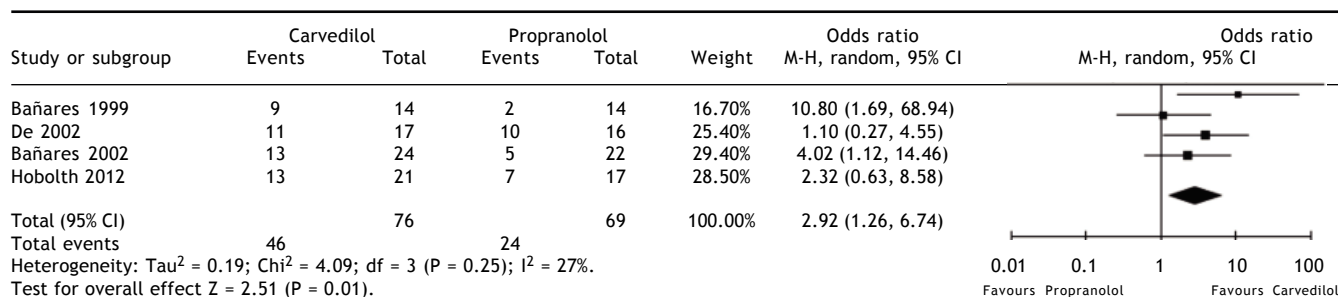 Carvedilol Propranolol Odds ratio Odds ratio
Study or subgroup Events Total Events Total Weight M-H, random, 95% CI M-H, random, 95% CI
Bañares 1999 9 14 2 14 16.70% 10.80 (1.69, 68.94)
De 2002 11 17 10 16 25.40% 1.10 (0.27, 4.55)
Bañares 2002 13 24 5 22 29.40% 4.02 (1.12, 14.46)
Hobolth 2012 13 21 7 17 28.50% 2.32 (0.63, 8.58)
Total (95% CI) 76 69 100.00% 2.92 (1.26, 6.74)
Total events 46 24
Heterogeneity: Tau² = 0.19; Chi² = 4.09; df = 3 (P = 0.25); I² = 27%.
Test for overall effect Z = 2.51 (P = 0.01).
0.01 0.1 1 10 100
Favours Propranolol Favours Carvedilol